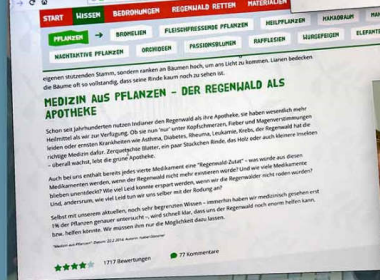 START WISSEN BEDROHUNGEN REGENWALD RETTEN MATERIALIEN
PFLANZEN BROMELIEN FLEISCHFRESSENDE PFLANZEN HEILPFLANZEN MAHAGONI
NACHTAKTIVE PFLANZEN ORCHIDEEN PASSIONSBLUMEN RAFFLESIEN WÜRGEFEIGEN
eigenen stützenden Stamm, sondern ranken an Bäumen hoch, um ans Licht zu kommen. Lianen bedecken
die Bäume oft so vollständig, dass seine Rinde kaum noch zu sehen ist.
MEDIZIN AUS PFLANZEN – DER REGENWALD ALS
APOTHEKE
Schon seit Jahrhunderten nutzen Indianer den Regenwald als ihre Apotheke, sie haben wesentlich mehr
Heilmittel als wir zur Verfügung. Ob sie nun 'nur' unter Kopfschmerzen, Fieber und Magenverstimmungen
leiden oder ernsten Krankheiten wie Asthma, Diabetes, Rheuma, Leukämie, Krebs, der Regenwald hat die
richtige Medizin dafür. Zerquetschte Blätter, ein paar Stückchen Rinde, das Holz oder auch kleinere Insekten
– überall wächst, lebt die grüne Apotheke.
Auch bei uns enthält bereits jedes vierte Medikament eine "Regenwald-Zutat" – was würde aus diesen
Medikamenten werden, wenn der Regenwald nicht mehr existieren würde? Und wie viele Medikamente
blieben unentdeckt? Wie viel Leid konnte erspart werden, wenn wir die Regenwälder nicht roden würden?
Und, andersrum, wie viel Leid tun wir uns selber mit der Rodung an?
Selbst mit unserem aktuellen, noch sehr begrenzten Wissen – immerhin haben wir medizinisch gesehen erst
1% der Pflanzen genauer untersucht –, wird schnell klar, dass uns der Regenwald noch enorm helfen kann,
bzw. helfen könnte. Wir müssen ihm nur die Möglichkeit dazu lassen.
"Medizin aus Pflanzen", Datum: 22.2.2014, Autorin:
1717 Bewertungen 77 Kommentare